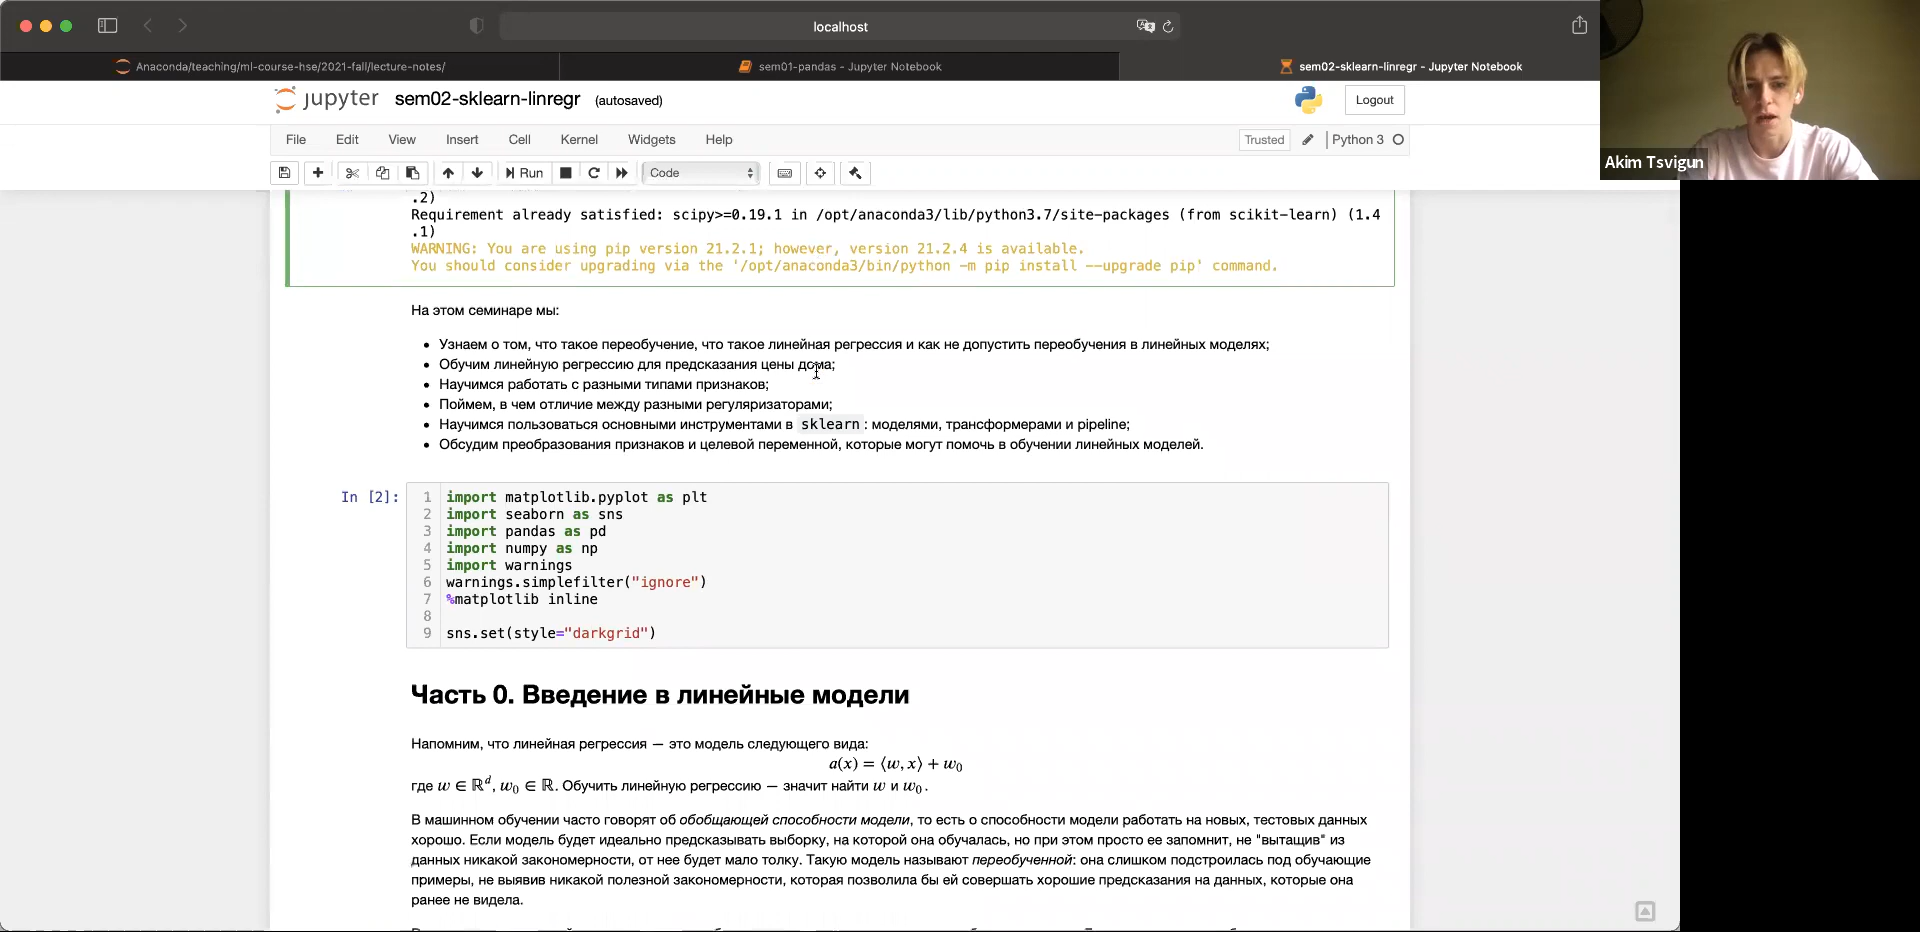 localhost
Anaconda/teaching/ml-course-hse/2021-fall/lecture-notes/
sem01-pandas - Jupyter Notebook
sem02-sklearn-linregr - Jupyter Notebook
jupyter sem02-sklearn-linregr (autosaved)
Logout
Akim Tsvigun
File Edit View Insert Cell Kernel Widgets Help
Trusted Python 3
Run
Code
.2)
Requirement already satisfied: scipy>=0.19.1 in /opt/anaconda3/lib/python3.7/site-packages (from scikit-learn) (1.4
.1)
WARNING: You are using pip version 21.2.1; however, version 21.2.4 is available.
You should consider upgrading via the '/opt/anaconda3/bin/python -m pip install --upgrade pip' command.
На этом семинаре мы:
• Узнаем о том, что такое переобучение, что такое линейная регрессия и как не допустить переобучения в линейных моделях;
• Обучим линейную регрессию для предсказания цены дома;
• Научимся работать с разными типами признаков;
• Поймем, в чем отличие между разными регуляризаторами;
• Научимся пользоваться основными инструментами в sklearn: моделями, трансформерами и pipeline;
• Обсудим преобразования признаков и целевой переменной, которые могут помочь в обучении линейных моделей.
In [2]:
1 import matplotlib.pyplot as plt
2 import seaborn as sns
3 import pandas as pd
4 import numpy as np
5 import warnings
6 warnings.simplefilter("ignore")
7 %matplotlib inline
8
9 sns.set(style="darkgrid")
Часть 0. Введение в линейные модели
Напомним, что линейная регрессия — это модель следующего вида:
a(x) = ⟨w, x⟩ + w₀
где w ∈ ℝᵈ, w₀ ∈ ℝ. Обучить линейную регрессию — значит найти w и w₀.
В машинном обучении часто говорят об обобщающей способности модели, то есть о способности модели работать на новых, тестовых данных
хорошо. Если модель будет идеально предсказывать выборку, на которой она обучалась, но при этом просто ее запомнит, не "вытащив" из
данных никакой закономерности, от нее будет мало толку. Такую модель называют переобученной: она слишком подстроилась под обучающие
примеры, не выявив никакой полезной закономерности, которая позволила бы ей совершать хорошие предсказания на данных, которые она
ранее не видела.